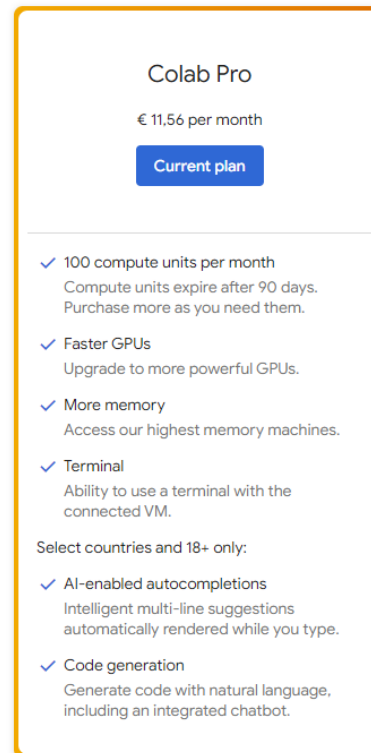 Colab Pro
€ 11,56 per month
Current plan
100 compute units per month
Compute units expire after 90 days.
Purchase more as you need them.
Faster GPUs
Upgrade to more powerful GPUs.
More memory
Access our highest memory machines.
Terminal
Ability to use a terminal with the
connected VM.
Select countries and 18+ only:
AI-enabled autocompletions
Intelligent multi-line suggestions
automatically rendered while you type.
Code generation
Generate code with natural language,
including an integrated chatbot.